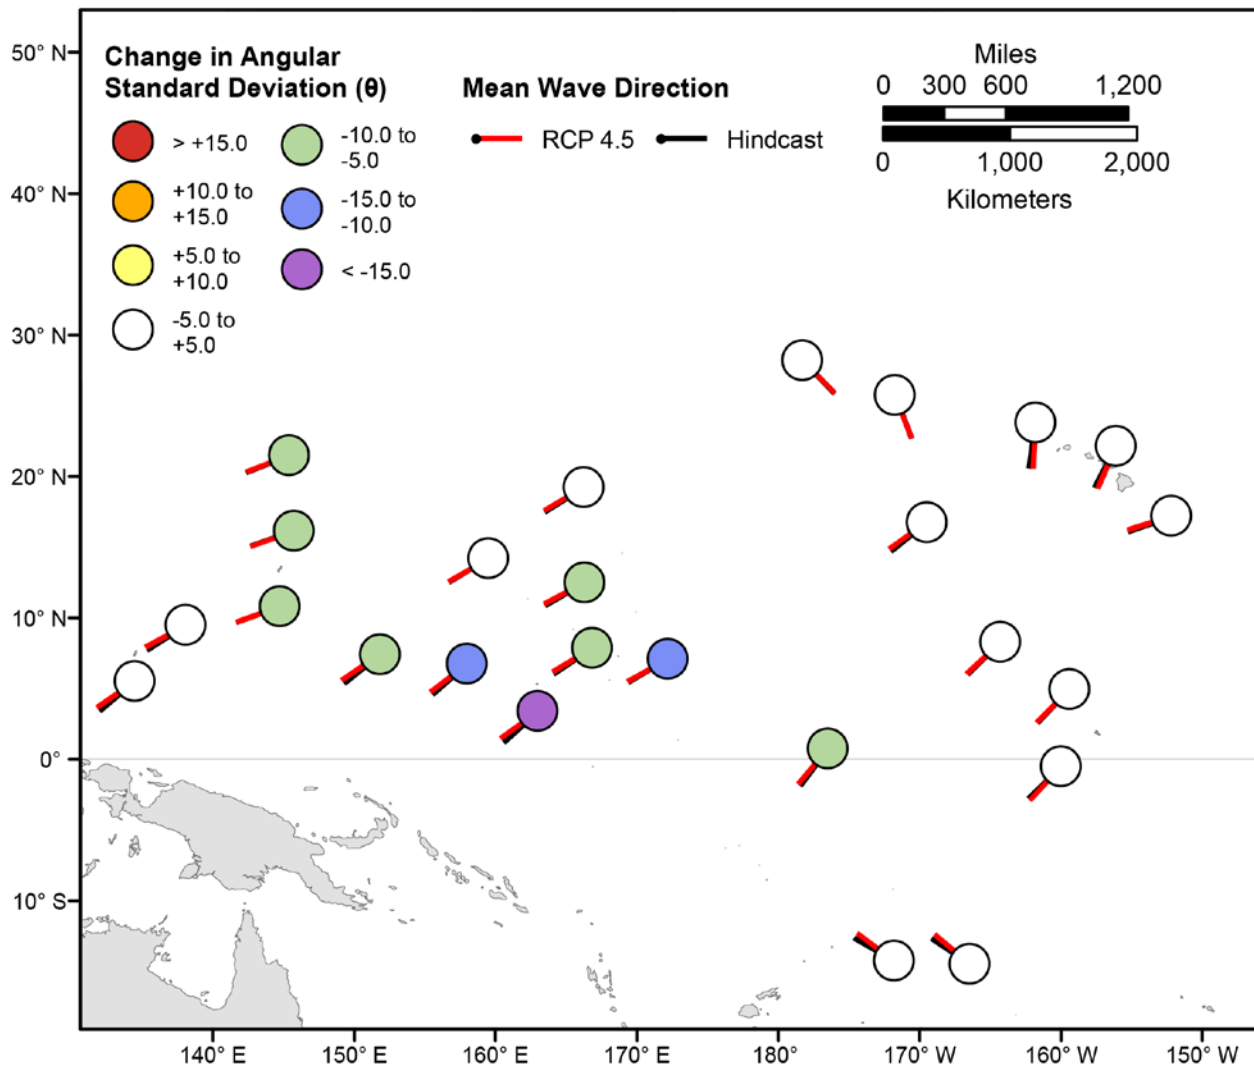 Change in Angular
Standard Deviation (θ)
> +15.0
+10.0 to
+15.0
+5.0 to
+10.0
-5.0 to
+5.0
-10.0 to
-5.0
-15.0 to
-10.0
< -15.0
Mean Wave Direction
RCP 4.5
Hindcast
Miles
0 300 600 1,200
0 1,000 2,000
Kilometers
50° N
40° N
30° N
20° N
10° N
0°
10° S
140° E 150° E 160° E 170° E 180° 170° W 160° W 150° W